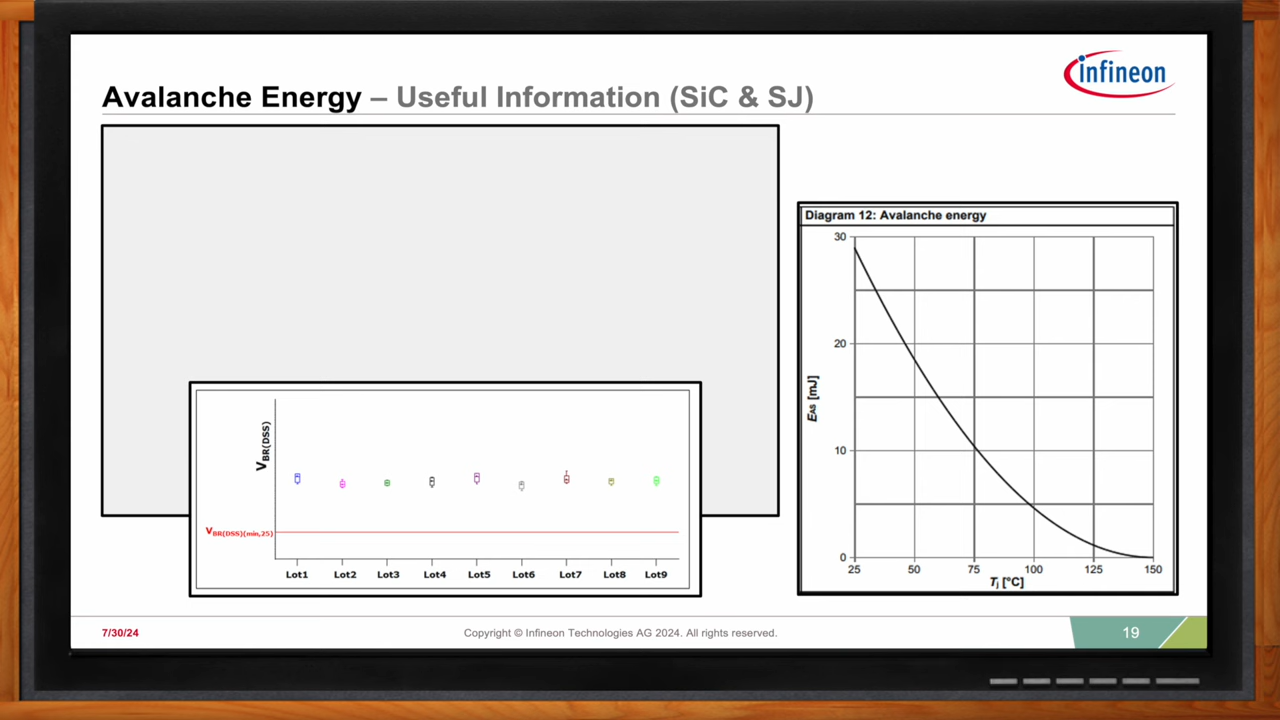 infineon
Avalanche Energy – Useful Information (SiC & SJ)
VBR(DSS)
VBR(DSS)(min,25)
Lot1 Lot2 Lot3 Lot4 Lot5 Lot6 Lot7 Lot8 Lot9
Diagram 12: Avalanche energy
30
20
10
0
EAS [mJ]
25 50 75 100 125 150
Tj [°C]
7/30/24
Copyright © Infineon Technologies AG 2024. All rights reserved.
19